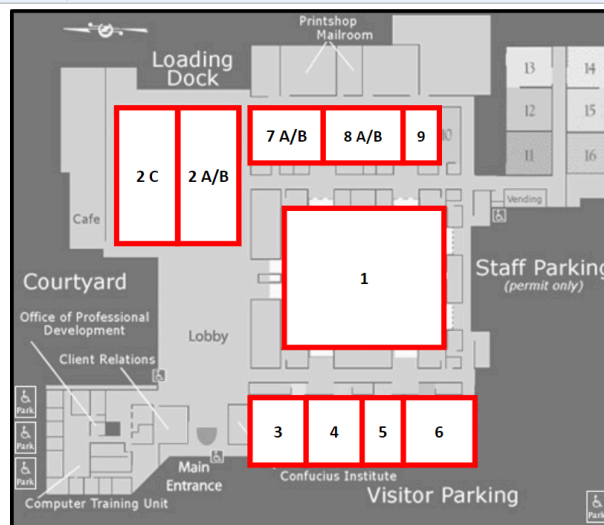 Printshop
Mailroom
Loading
Dock
13
14
12
15
11
16
7 A/B
8 A/B
9
10
2 C
2 A/B
Cafe
Vending
1
Staff Parking
(permit only)
Courtyard
Office of Professional
Development
Lobby
Client Relations
Park
Park
Park
3
4
5
6
Main
Entrance
Confucius Institute
Computer Training Unit
Visitor Parking
Park